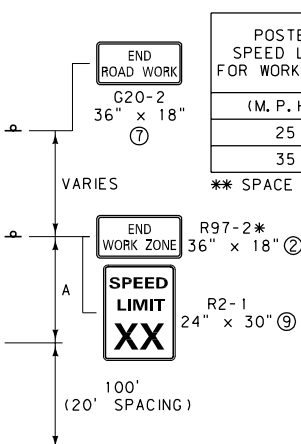 END
ROAD WORK
G20-2
36" x 18"
⑦
VARIES
END
WORK ZONE
R97-2*
36" x 18" ②
A
SPEED
LIMIT
XX
R2-1
24" x 30" ⑨
100'
(20' SPACING)
POSTE
SPEED L
FOR WORK
(M.P.H
25
35
** SPACE